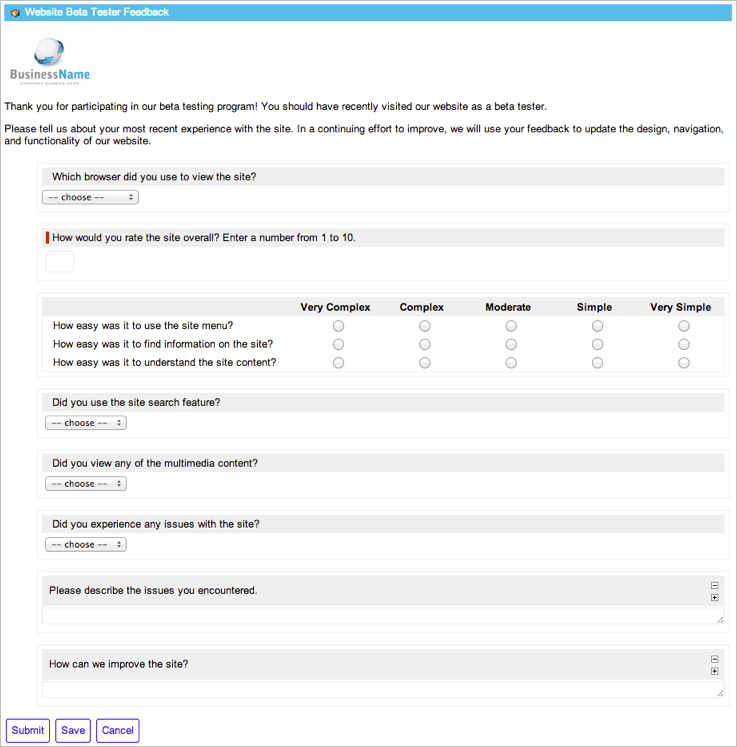 Website Beta Tester Feedback
BusinessName
Thank you for participating in our beta testing program! You should have recently visited our website as a beta tester.
Please tell us about your most recent experience with the site. In a continuing effort to improve, we will use your feedback to update the design, navigation,
and functionality of our website.
Which browser did you use to view the site?
-- choose --
How would you rate the site overall? Enter a number from 1 to 10.
Very Complex Complex Moderate Simple Very Simple
How easy was it to use the site menu?
How easy was it to find information on the site?
How easy was it to understand the site content?
Did you use the site search feature?
-- choose --
Did you view any of the multimedia content?
-- choose --
Did you experience any issues with the site?
-- choose --
Please describe the issues you encountered.
How can we improve the site?
Submit Save Cancel